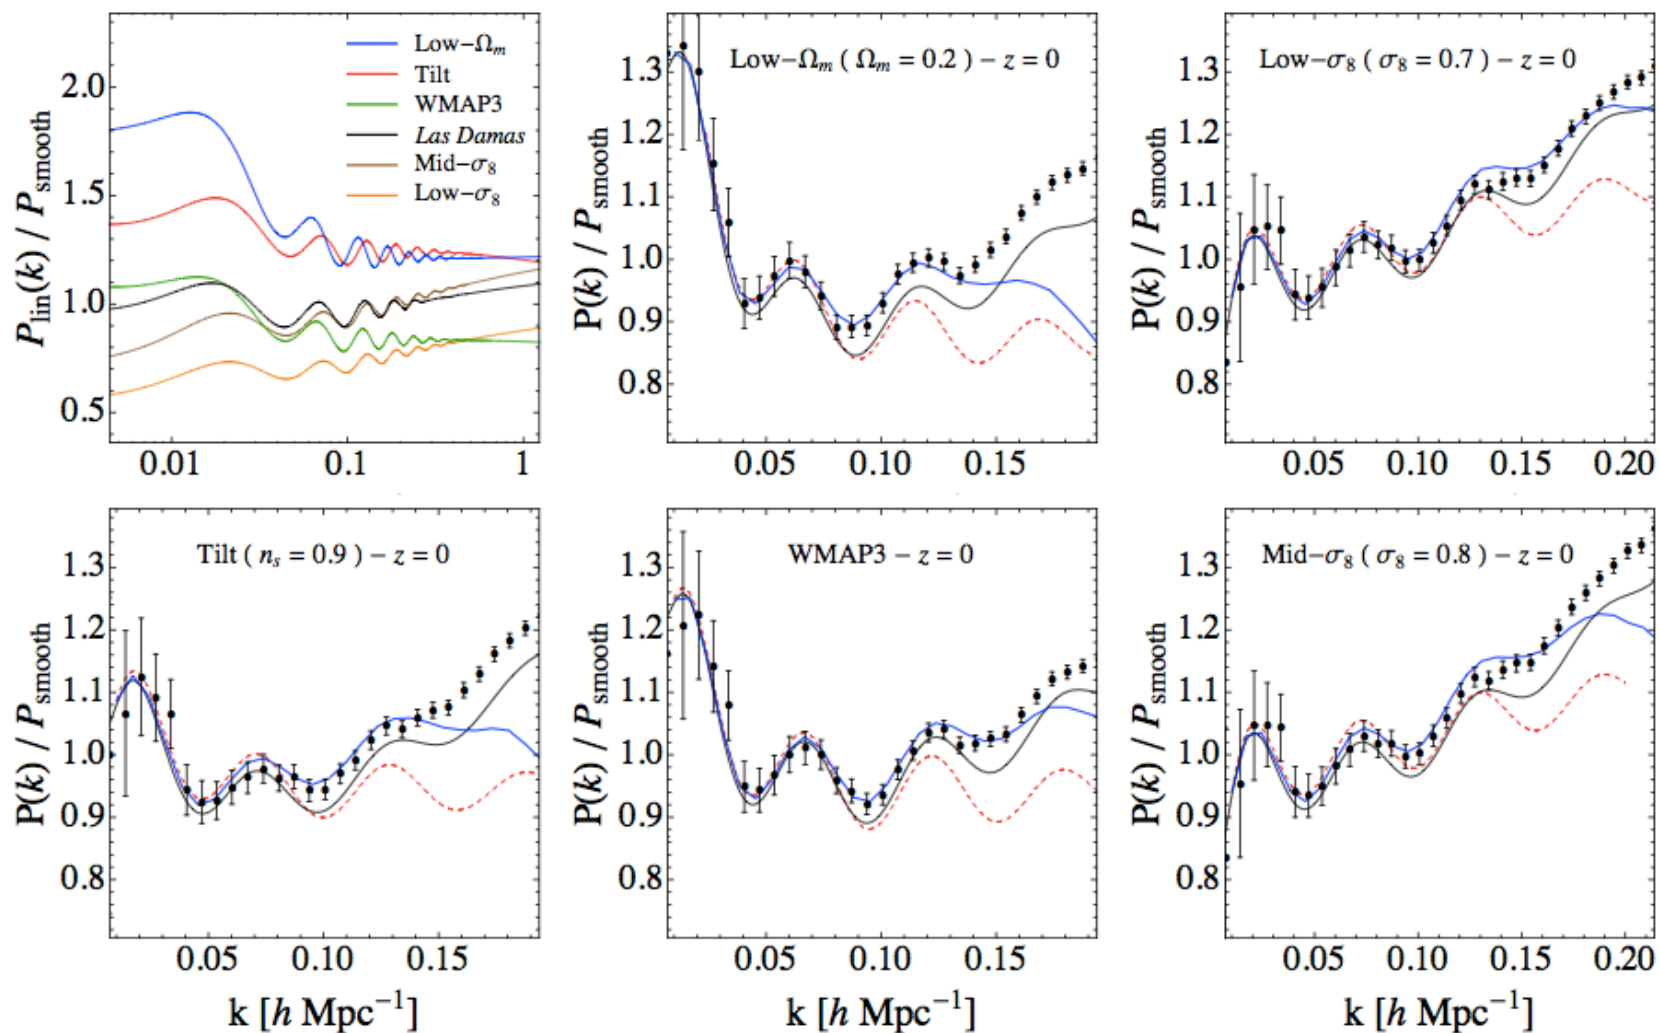 P_lin(k) / P_smooth
2.0
1.5
1.0
0.5
0.01
0.1
1
Low−Ω_m
Tilt
WMAP3
Las Damas
Mid−σ_8
Low−σ_8
P(k) / P_smooth
1.3
1.2
1.1
1.0
0.9
0.8
Low−Ω_m ( Ω_m = 0.2 ) − z = 0
0.05
0.10
0.15
P(k) / P_smooth
1.3
1.2
1.1
1.0
0.9
0.8
Low−σ_8 ( σ_8 = 0.7 ) − z = 0
0.05
0.10
0.15
0.20
P(k) / P_smooth
1.3
1.2
1.1
1.0
0.9
0.8
Tilt ( n_s = 0.9 ) − z = 0
0.05
0.10
0.15
k [h Mpc⁻¹]
P(k) / P_smooth
1.3
1.2
1.1
1.0
0.9
0.8
WMAP3 − z = 0
0.05
0.10
0.15
k [h Mpc⁻¹]
P(k) / P_smooth
1.3
1.2
1.1
1.0
0.9
0.8
Mid−σ_8 ( σ_8 = 0.8 ) − z = 0
0.05
0.10
0.15
0.20
k [h Mpc⁻¹]